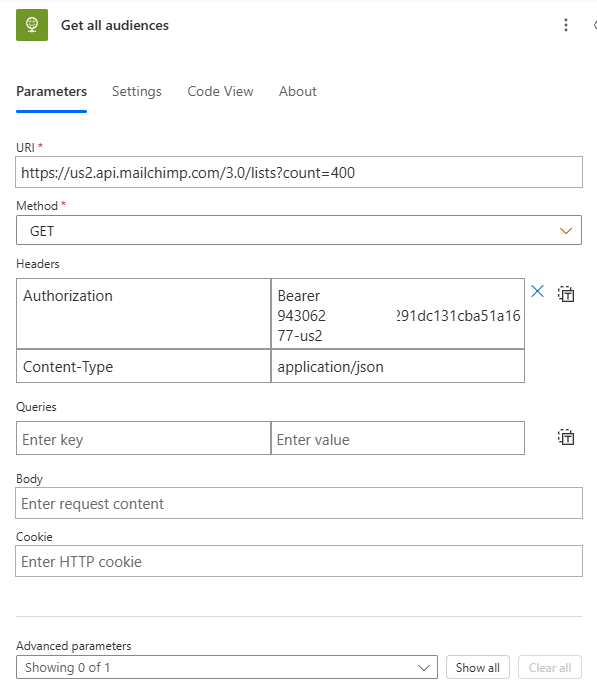 Get all audiences
Parameters Settings Code View About
URI *
https://us2.api.mailchimp.com/3.0/lists?count=400
Method *
GET
Headers
Authorization Bearer
943062 291dc131cba51a16
77-us2
Content-Type application/json
Queries
Enter key Enter value
Body
Enter request content
Cookie
Enter HTTP cookie
Advanced parameters
Showing 0 of 1 Show all Clear all